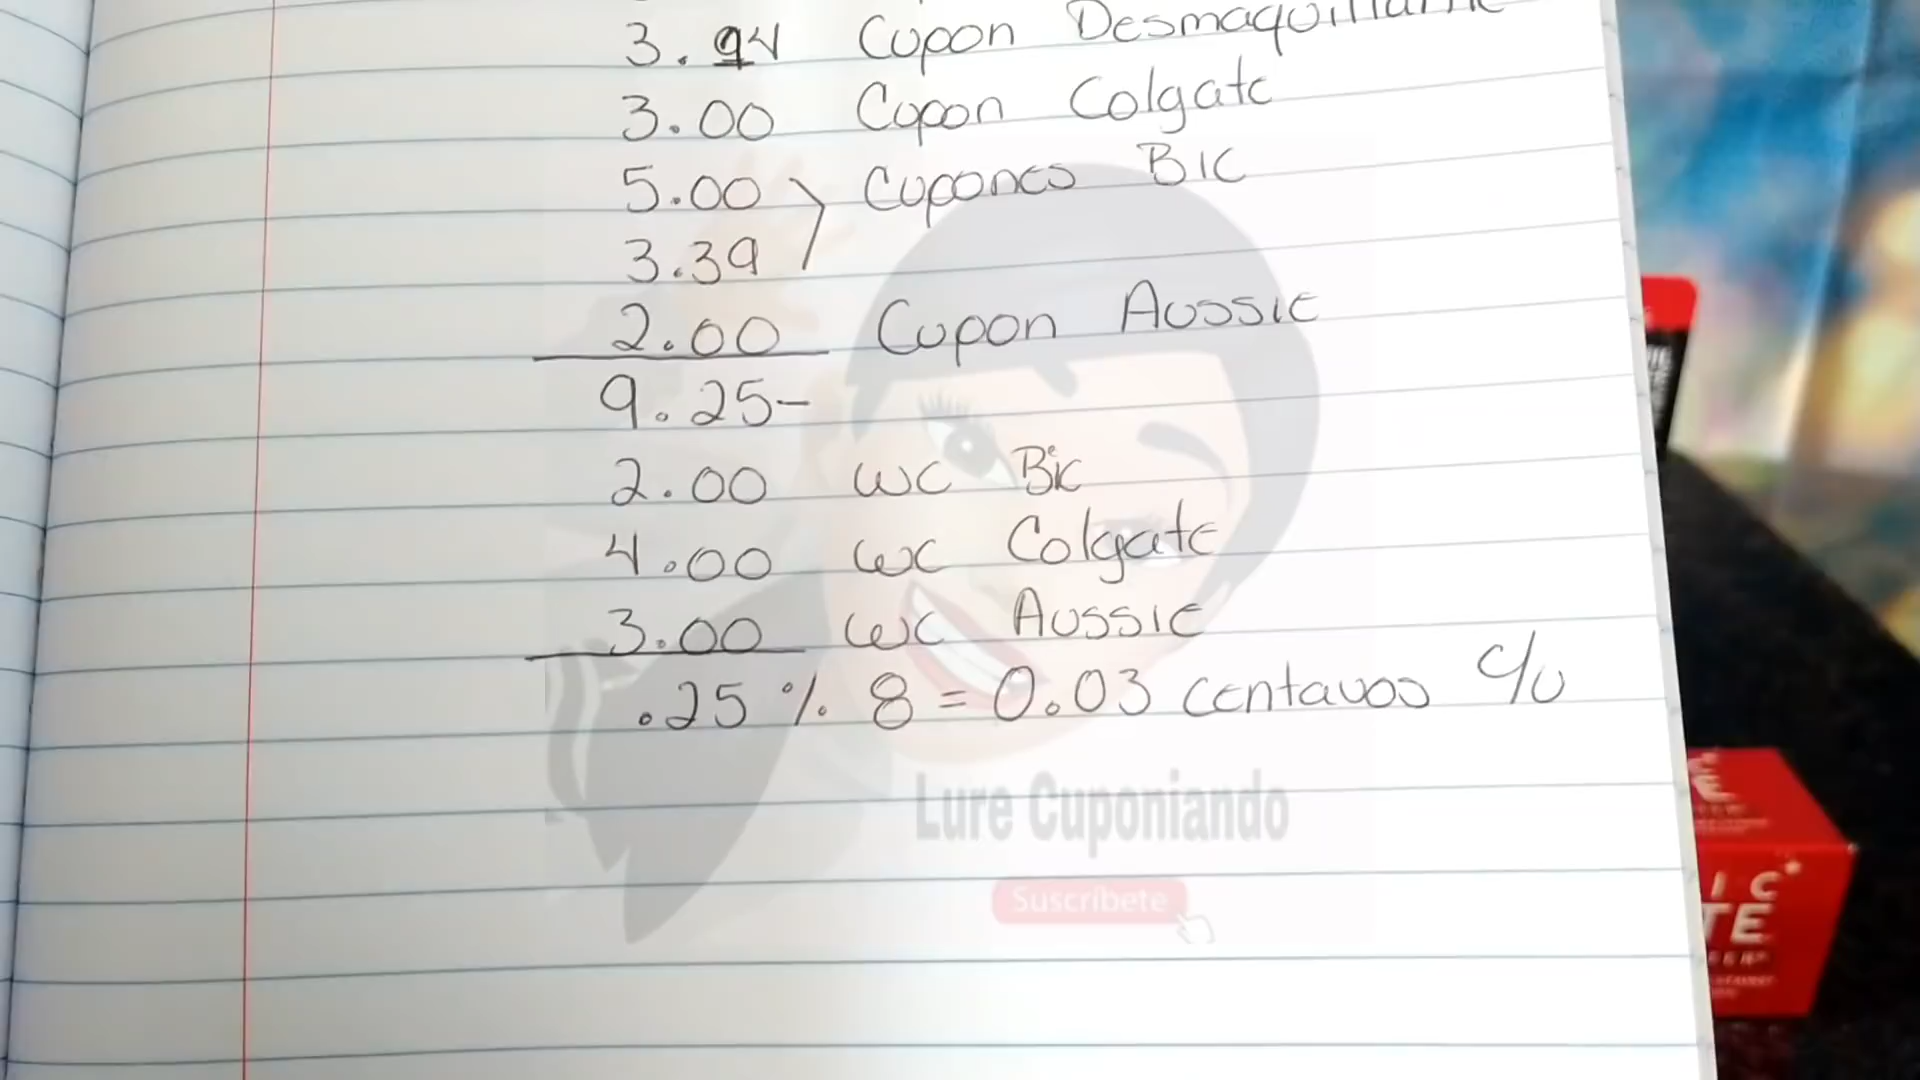 3.94 Cupon Desmaquillante
3.00 Cupon Colgate
5.00 Cupones Bic
3.39
2.00 Cupon Aussie
9.25-
2.00 WC Bic
4.00 WC Colgate
3.00 WC Aussie
.25 % 8 = 0.03 centavos c/u
Lure Cuponiando
Suscríbete
I C
TE